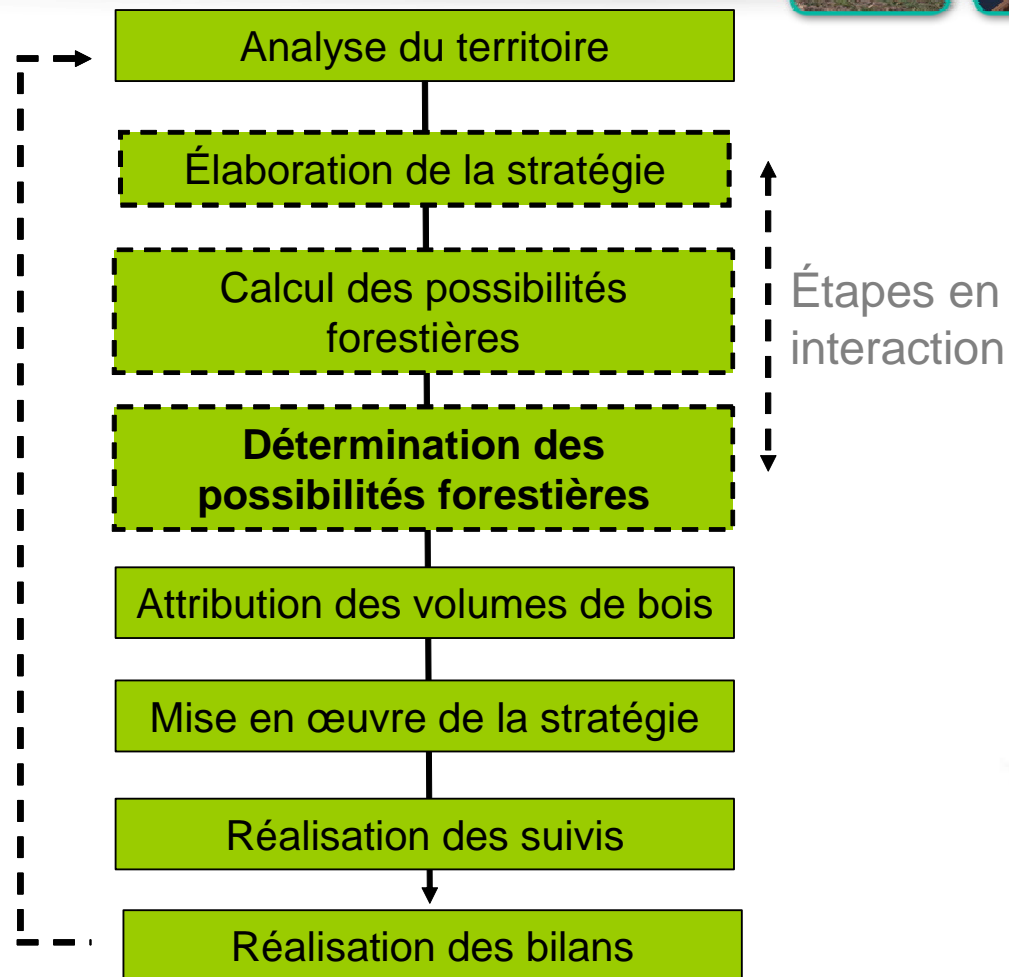 Analyse du territoire
Élaboration de la stratégie
Calcul des possibilités
forestières
Détermination des
possibilités forestières
Étapes en
interaction
Attribution des volumes de bois
Mise en œuvre de la stratégie
Réalisation des suivis
Réalisation des bilans